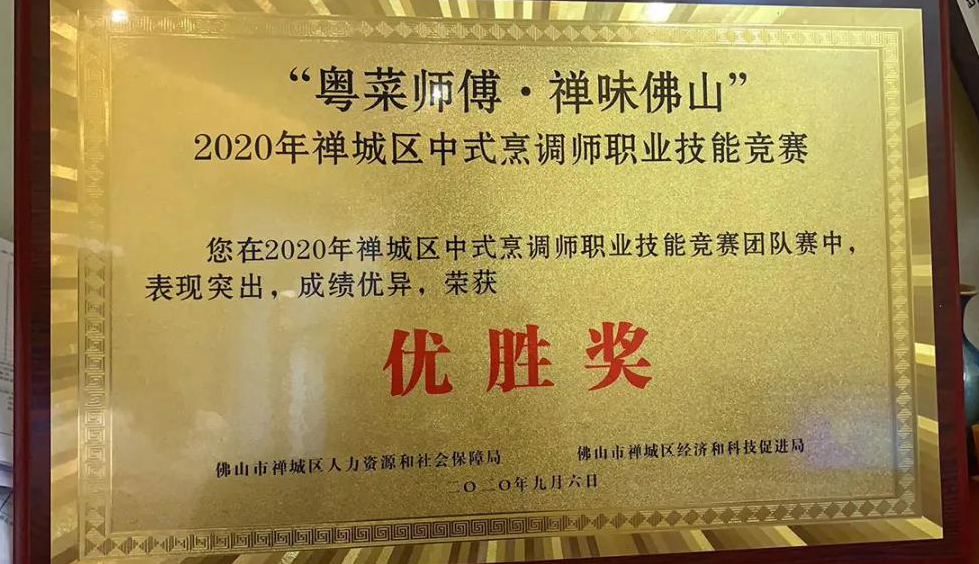 “粤菜师傅·禅味佛山”
2020年禅城区中式烹调师职业技能竞赛
您在2020年禅城区中式烹调师职业技能竞赛团队赛中，
表现突出，成绩优异，荣获
优胜奖
佛山市禅城区人力资源和社会保障局 佛山市禅城区经济和科技促进局
二〇二〇年九月六日